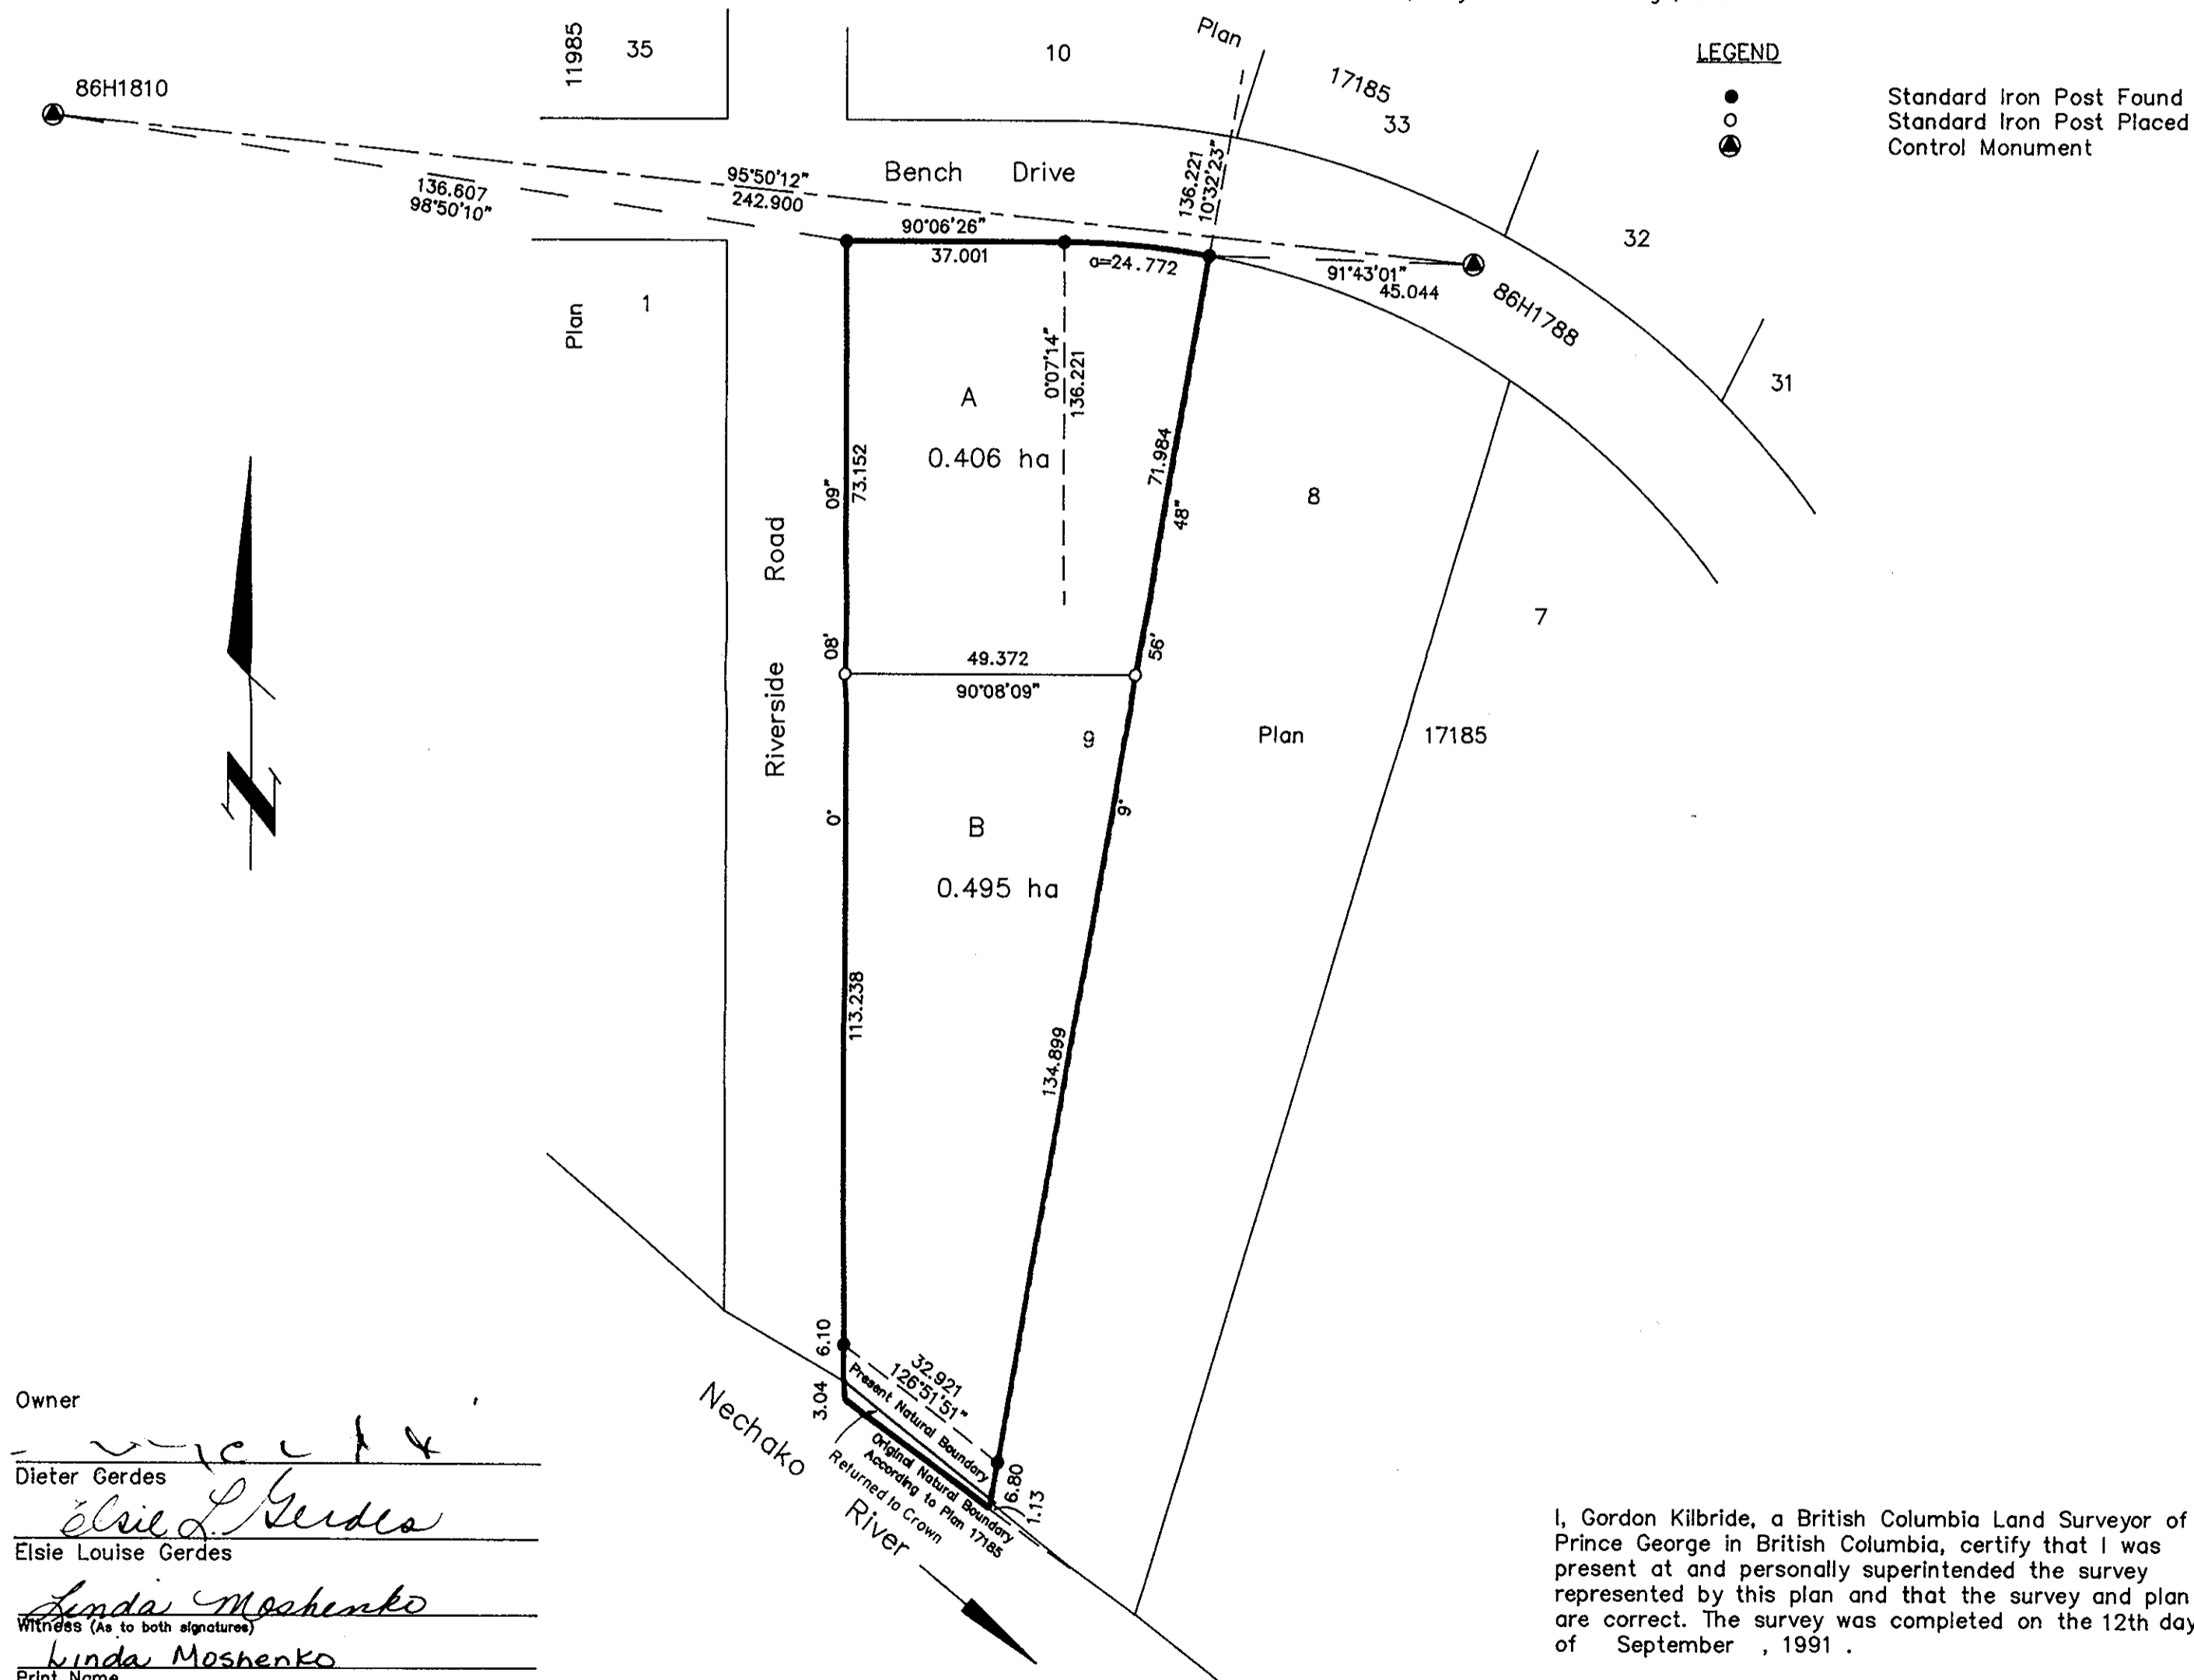 Plan
17185
33
10
35
11985
86H1810
LEGEND
Standard Iron Post Found
Standard Iron Post Placed
Control Monument
Bench Drive
136.607
98°50'10"
95°50'12"
242.900
90°06'26"
37.001
a=24.772
136.221
10°32'23"
91°43'01"
45.044
86H1788
32
31
Plan
1
0°07'14"
136.221
A
0.406 ha
73.152
09"
71.984
48"
8
7
Riverside Road
08'
56'
49.372
90°08'09"
9
Plan 17185
0°
9°
B
0.495 ha
113.238
134.899
6.10
3.04
32.921
126°51'51"
Present Natural Boundary
Original Natural Boundary
According to Plan 17185
Returned to Crown
6.80
1.13
Nechako River
N
Owner
Dieter Gerdes
Elsie L. Gerdes
Elsie Louise Gerdes
Linda Moshenko
Witness (As to both signatures)
Linda Moshenko
Print Name
I, Gordon Kilbride, a British Columbia Land Surveyor of
Prince George in British Columbia, certify that I was
present at and personally superintended the survey
represented by this plan and that the survey and plan
are correct. The survey was completed on the 12th day
of September , 1991 .